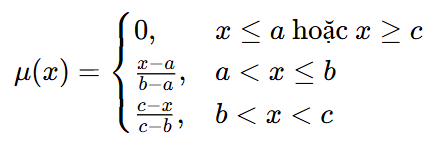 μ(x) = { 0, x ≤ a hoặc x ≥ c
(x−a)/(b−a), a < x ≤ b
(c−x)/(c−b), b < x < c